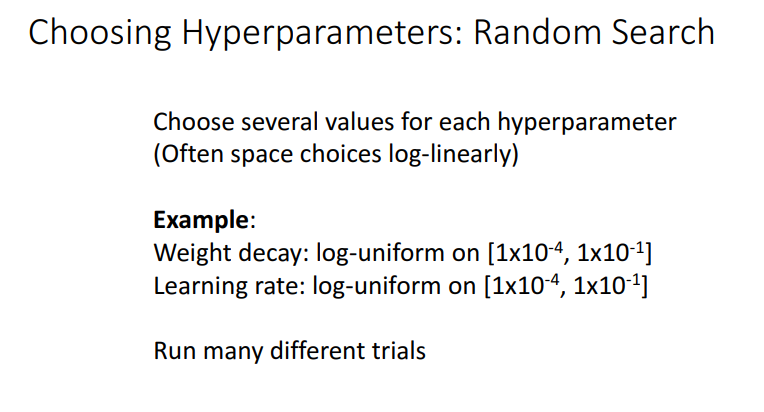 Choosing Hyperparameters: Random Search
Choose several values for each hyperparameter
(Often space choices log-linearly)
Example:
Weight decay: log-uniform on [1x10⁻⁴, 1x10⁻¹]
Learning rate: log-uniform on [1x10⁻⁴, 1x10⁻¹]
Run many different trials